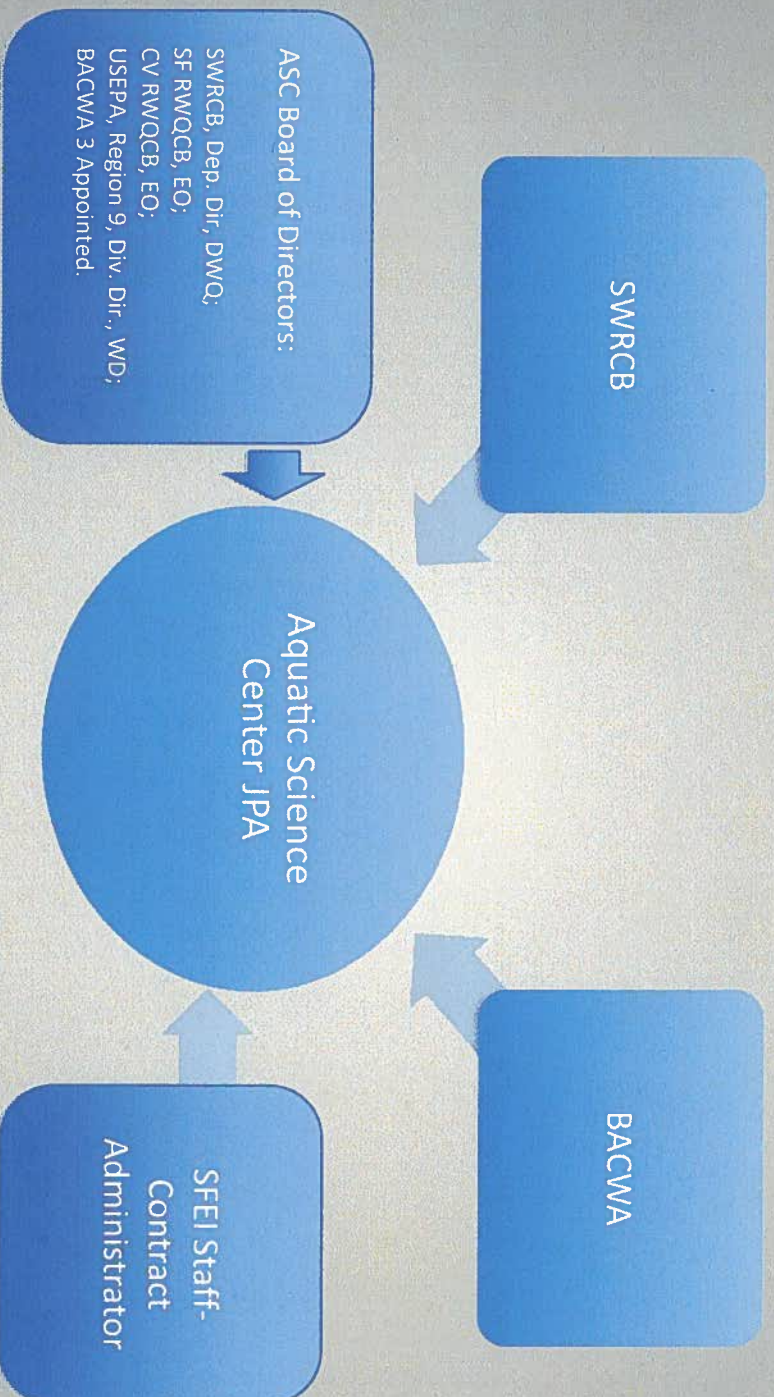 SWRCB
BACWA
Aquatic Science
Center JPA
ASC Board of Directors:
SWRCB, Dep. Dir, DWQ;
SF RWQCB, EO;
CV RWQCB, EO;
USEPA, Region 9, Div. Dir., WD;
BACWA 3 Appointed.
SFEI Staff-
Contract
Administrator